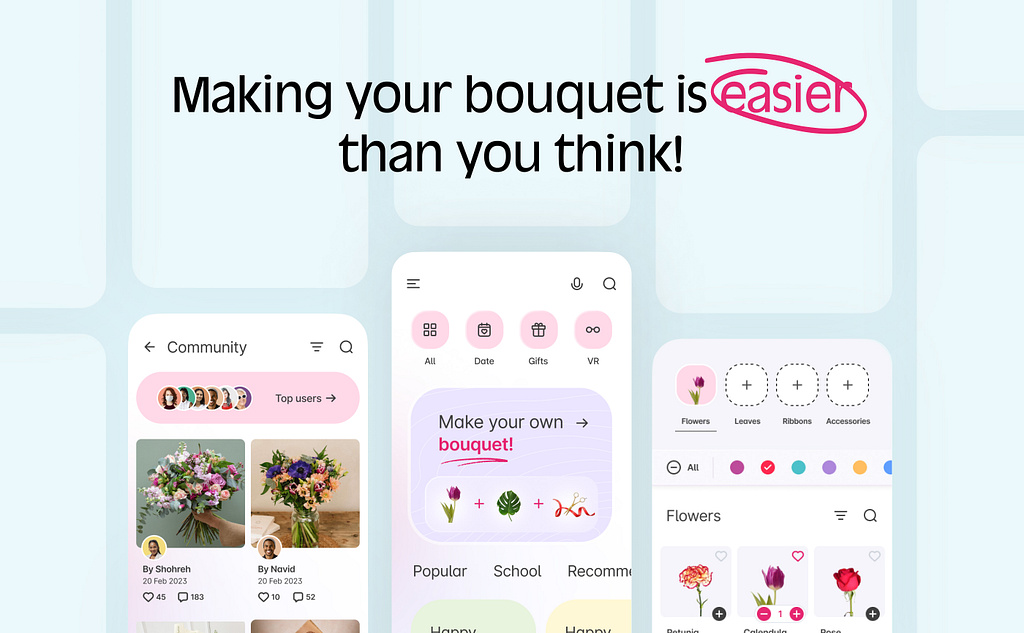 Making your bouquet is easier
than you think!
Community
Top users
By Shohreh
20 Feb 2023
45 183
By Navid
20 Feb 2023
10 52
All Date Gifts VR
Make your own
bouquet!
+ +
Popular School Recomme
Happy Happy
+ + +
Flowers Leaves Ribbons Accessories
All
Flowers
+ − 1 + +
Petunia Calendula Rose